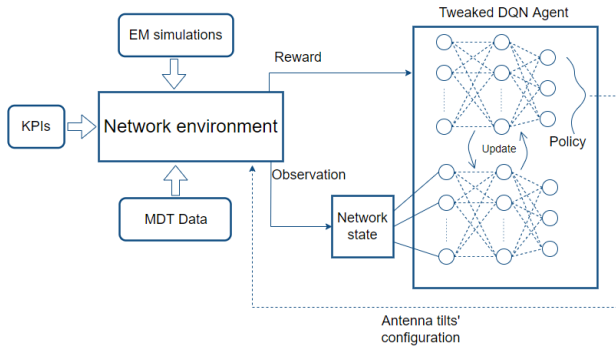 Tweaked DQN Agent
EM simulations
Reward
KPIs
Network environment
Update
Policy
Observation
MDT Data
Network
state
Antenna tilts'
configuration